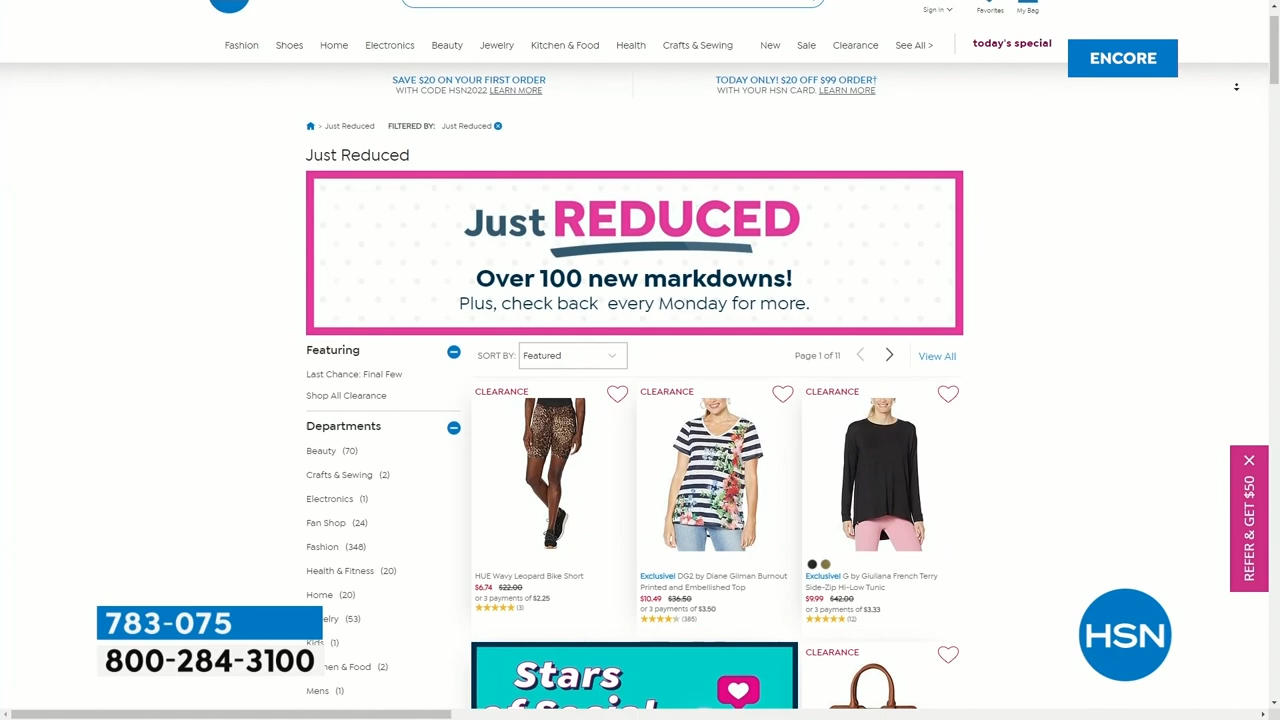 Sign In
Favorites
My Bag
Fashion Shoes Home Electronics Beauty Jewelry Kitchen & Food Health Crafts & Sewing New Sale Clearance See All >
today's special
ENCORE
SAVE $20 ON YOUR FIRST ORDER
WITH CODE HSN2022 LEARN MORE
TODAY ONLY! $20 OFF $99 ORDER†
WITH YOUR HSN CARD. LEARN MORE
> Just Reduced FILTERED BY: Just Reduced
Just Reduced
Just REDUCED
Over 100 new markdowns!
Plus, check back every Monday for more.
Featuring
Last Chance: Final Few
Shop All Clearance
Departments
Beauty (70)
Crafts & Sewing (2)
Electronics (1)
Fan Shop (24)
Fashion (348)
Health & Fitness (20)
Home (20)
(53)
Kids (1)
& Food (2)
Mens (1)
SORT BY: Featured
Page 1 of 11
View All
CLEARANCE
HUE Wavy Leopard Bike Short
$6.74 $22.00
or 3 payments of $2.25
(3)
CLEARANCE
Exclusive! DG2 by Diane Gilman Burnout
Printed and Embellished Top
$10.49 $36.50
or 3 payments of $3.50
(385)
CLEARANCE
Exclusive! G by Giuliana French Terry
Side-Zip Hi-Low Tunic
$9.99 $42.00
or 3 payments of $3.33
(12)
Stars
of Social
CLEARANCE
REFER & GET $50
783-075
800-284-3100
HSN